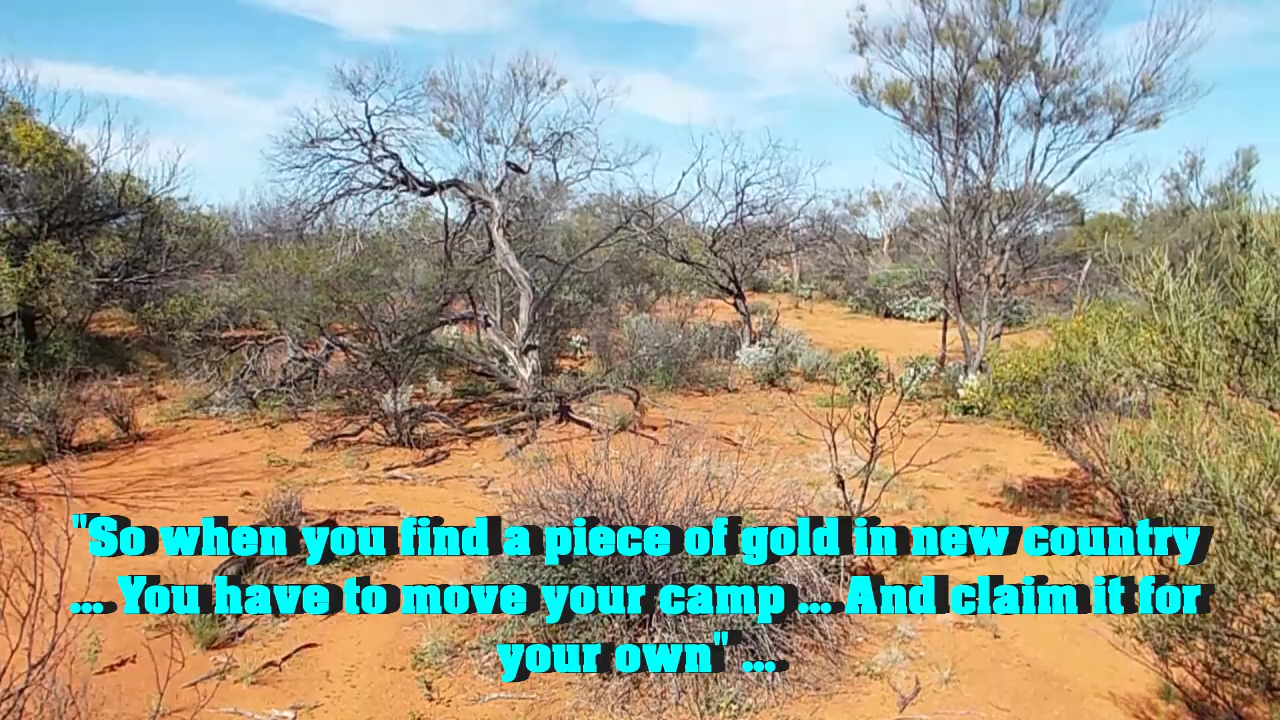 "So when you find a piece of gold in new country
... You have to move your camp ... And claim it for
your own" ...